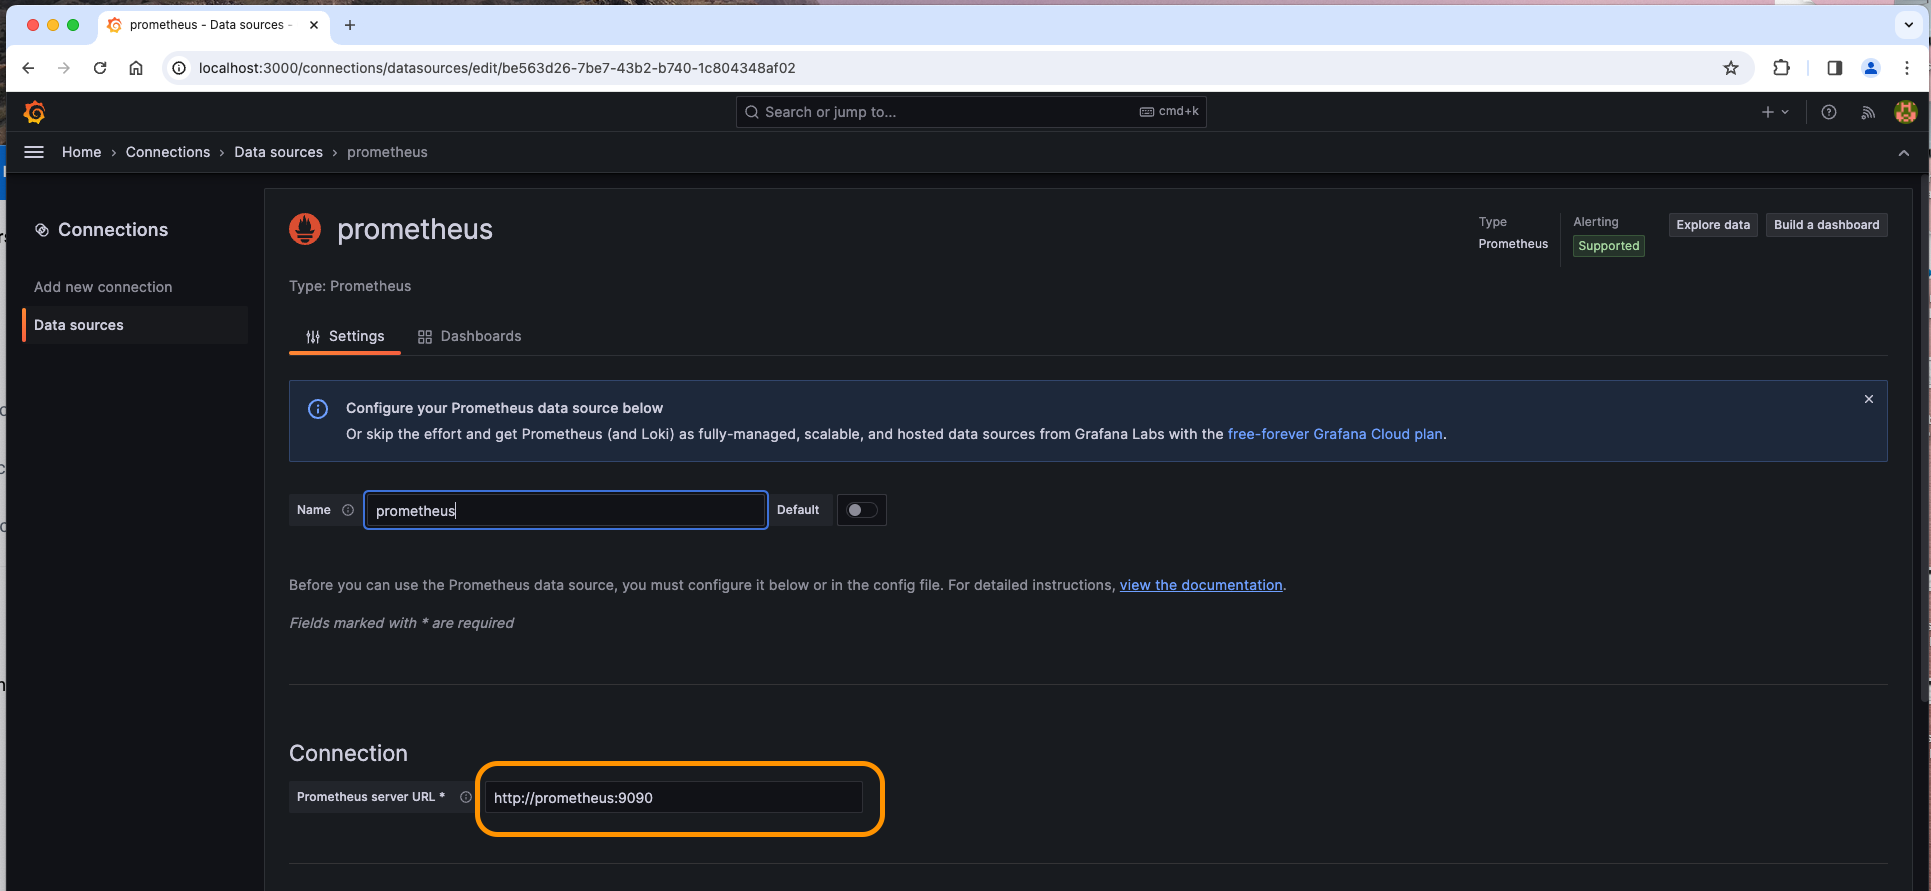 prometheus - Data sources -
localhost:3000/connections/datasources/edit/be563d26-7be7-43b2-b740-1c804348af02
Search or jump to... cmd+k
Home › Connections › Data sources › prometheus
Connections
Add new connection
Data sources
prometheus
Type
Prometheus
Alerting
Supported
Explore data
Build a dashboard
Type: Prometheus
Settings Dashboards
Configure your Prometheus data source below
Or skip the effort and get Prometheus (and Loki) as fully-managed, scalable, and hosted data sources from Grafana Labs with the free-forever Grafana Cloud plan.
Name prometheus Default
Before you can use the Prometheus data source, you must configure it below or in the config file. For detailed instructions, view the documentation.
Fields marked with * are required
Connection
Prometheus server URL * http://prometheus:9090